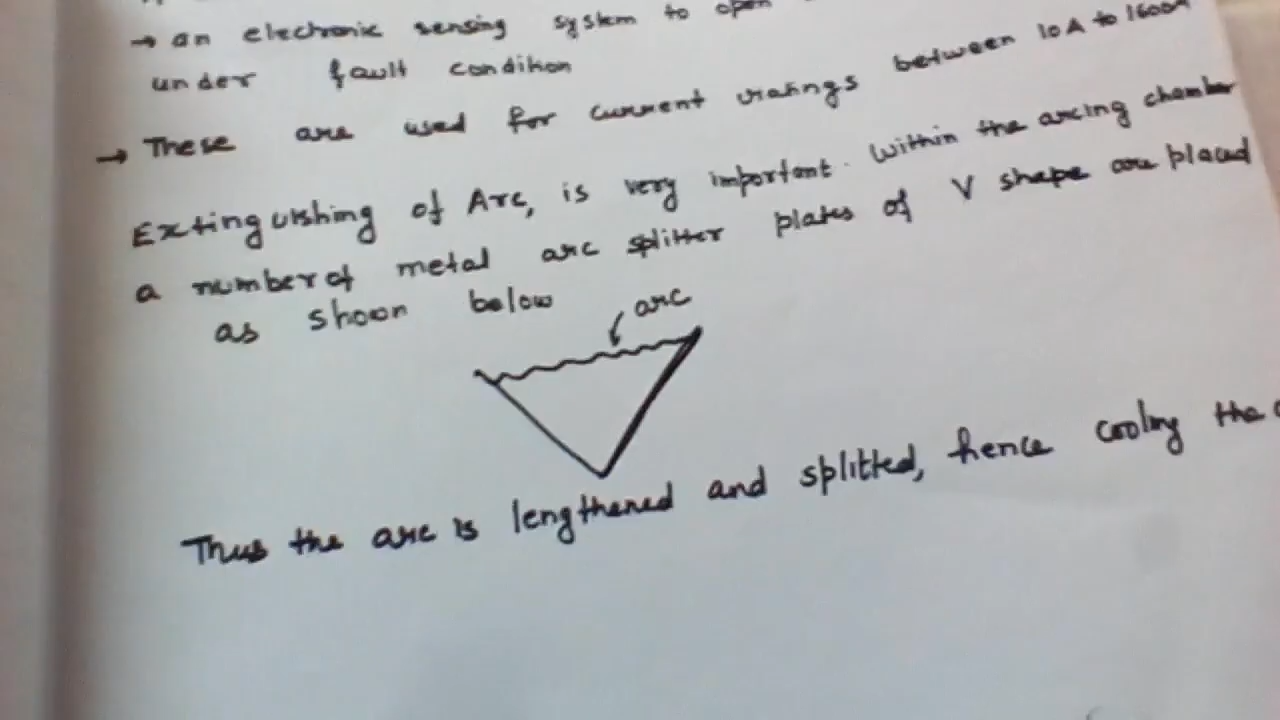 → an electronic sensing system to open
under fault condition
→ These are used for current ratings between 10A to 1600A
Extinguishing of Arc, is very important. Within the arcing chamber
a number of metal arc splitter plates of V shape are placed
as shoon below
arc
Thus the arc is lengthened and splitted, hence cooling the